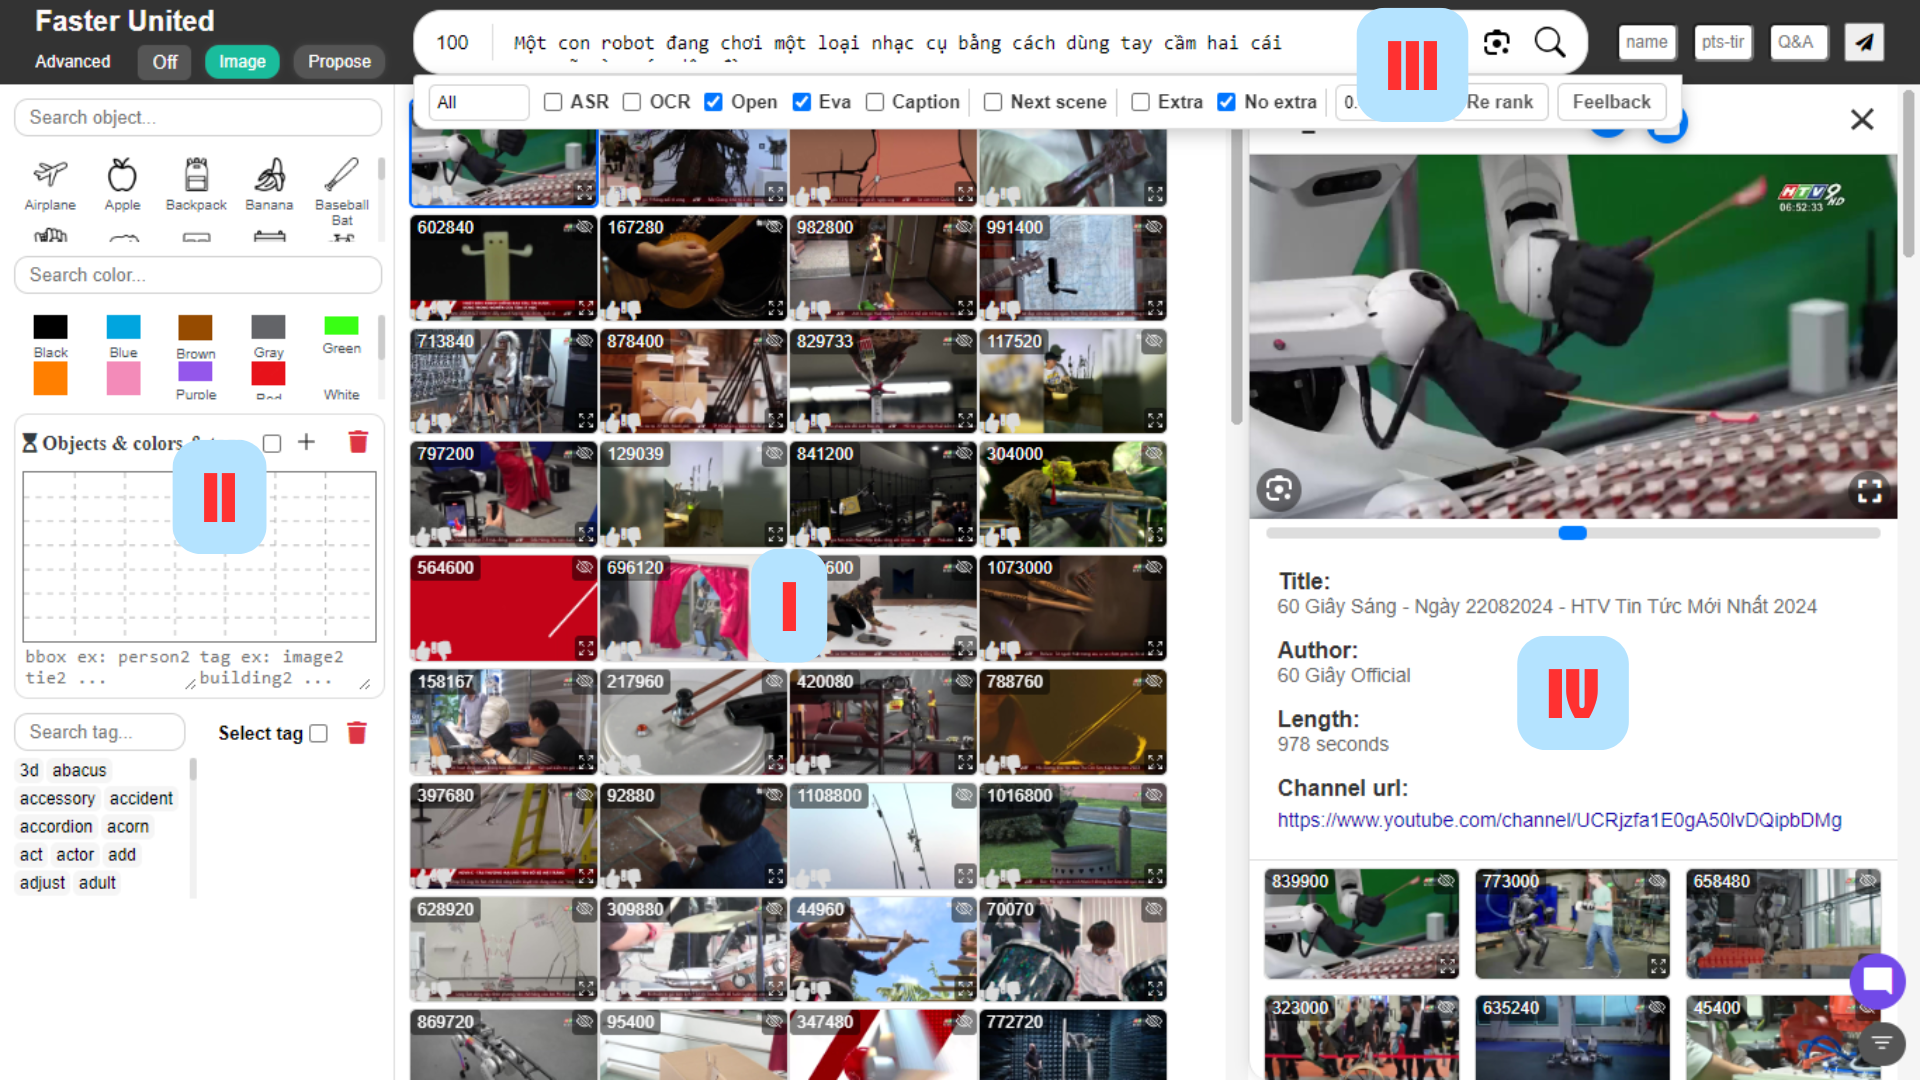 Faster United
Advanced
Off
Image
Propose
100
Một con robot đang chơi một loại nhạc cụ bằng cách dùng tay cầm hai cái
III
name
pts-tir
Q&A
All
ASR
OCR
Open
Eva
Caption
Next scene
Extra
No extra
0.
Re rank
Feelback
Search object...
Airplane
Apple
Backpack
Banana
Baseball
Bat
Search color...
Black
Blue
Brown
Gray
Green
Purple
White
Objects & colors
II
bbox ex: person2
tie2 ...
tag ex: image2
building2 ...
Search tag...
Select tag
3d abacus
accessory accident
accordion acorn
act actor add
adjust adult
602840
167280
982800
991400
713840
878400
829733
117520
797200
129039
841200
304000
564600
696120
I
600
1073000
158167
217960
420080
788760
397680
92880
1108800
1016800
628920
309880
44960
70070
869720
95400
347480
772720
HTV9
HD
06:52:33
Title:
60 Giây Sáng - Ngày 22082024 - HTV Tin Tức Mới Nhất 2024
Author:
60 Giây Official
IV
Length:
978 seconds
Channel url:
https://www.youtube.com/channel/UCRjzfa1E0gA50lvDQipbDMg
839900
773000
658480
323000
635240
45400